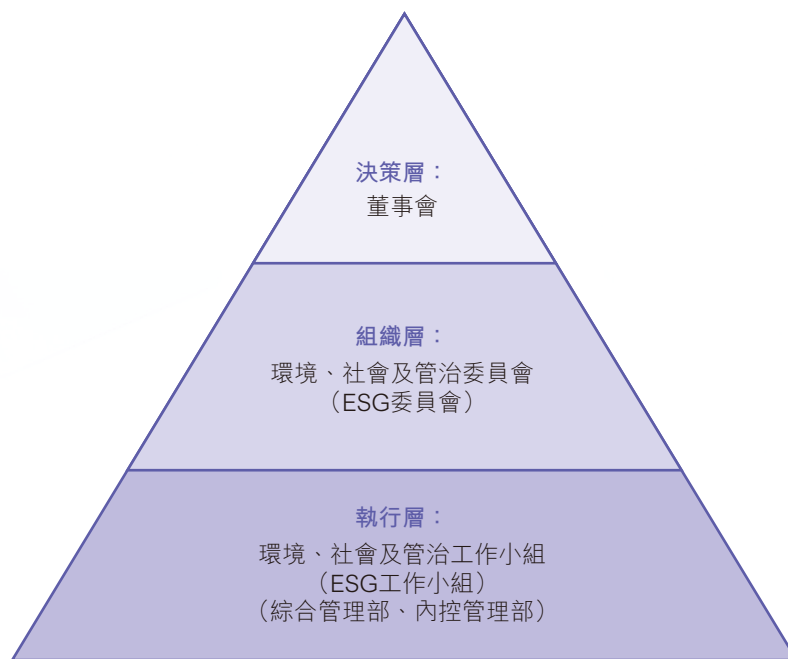 決策層：
董事會
組織層：
環境、社會及管治委員會
（ESG委員會）
執行層：
環境、社會及管治工作小組
（ESG工作小組）
（綜合管理部、內控管理部）